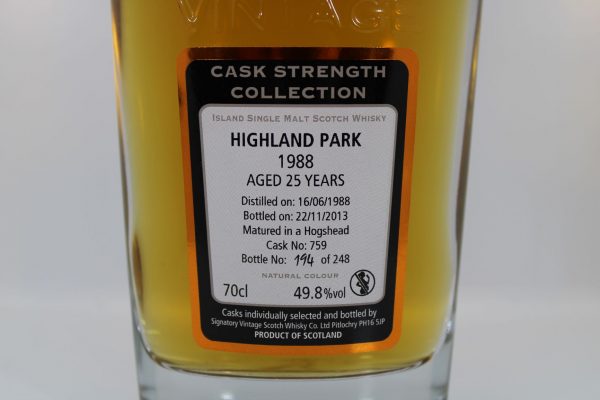 VINTAGE
CASK STRENGTH
COLLECTION
ISLAND SINGLE MALT SCOTCH WHISKY
HIGHLAND PARK
1988
AGED 25 YEARS
Distilled on: 16/06/1988
Bottled on: 22/11/2013
Matured in a Hogshead
Cask No: 759
Bottle No: 194 of 248
NATURAL COLOUR
70cl 49.8%vol
Casks individually selected and bottled by
Signatory Vintage Scotch Whisky Co. Ltd Pitlochry PH16 5JP
PRODUCT OF SCOTLAND